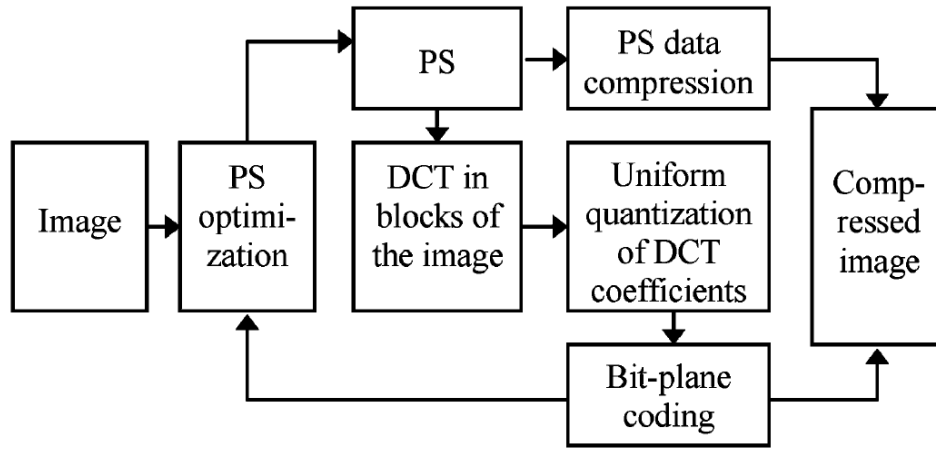 PS
PS data
compression
Image
PS
optimi-
zation
DCT in
blocks of
the image
Uniform
quantization
of DCT
coefficients
Comp-
ressed
image
Bit-plane
coding